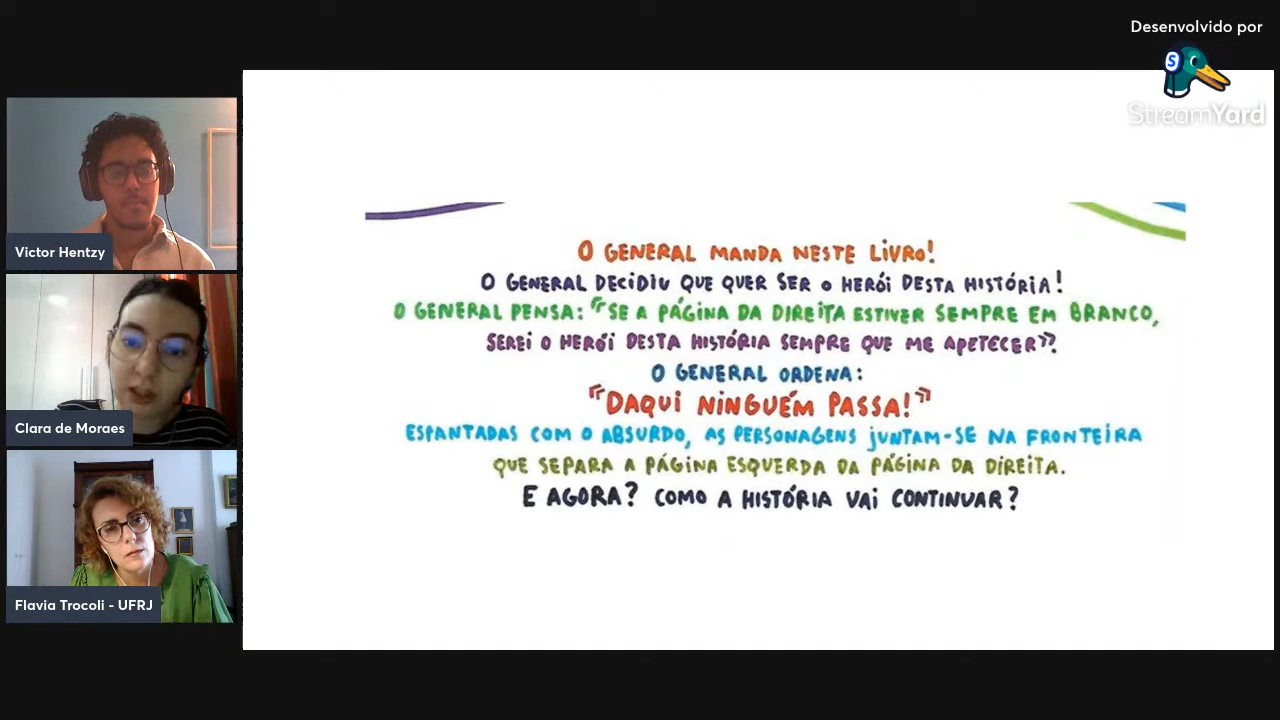 Desenvolvido por
StreamYard
Victor Hentzy
Clara de Moraes
Flavia Trocoli - UFRJ
O GENERAL MANDA NESTE LIVRO!
O GENERAL DECIDIU QUE QUER SER O HERÓI DESTA HISTÓRIA!
O GENERAL PENSA: “SE A PÁGINA DA DIREITA ESTIVER SEMPRE EM BRANCO,
SEREI O HERÓI DESTA HISTÓRIA SEMPRE QUE ME APETECER”.
O GENERAL ORDENA:
“DAQUI NINGUÉM PASSA!”
ESPANTADAS COM O ABSURDO, AS PERSONAGENS JUNTAM-SE NA FRONTEIRA
QUE SEPARA A PÁGINA ESQUERDA DA PÁGINA DA DIREITA.
E AGORA? COMO A HISTÓRIA VAI CONTINUAR?